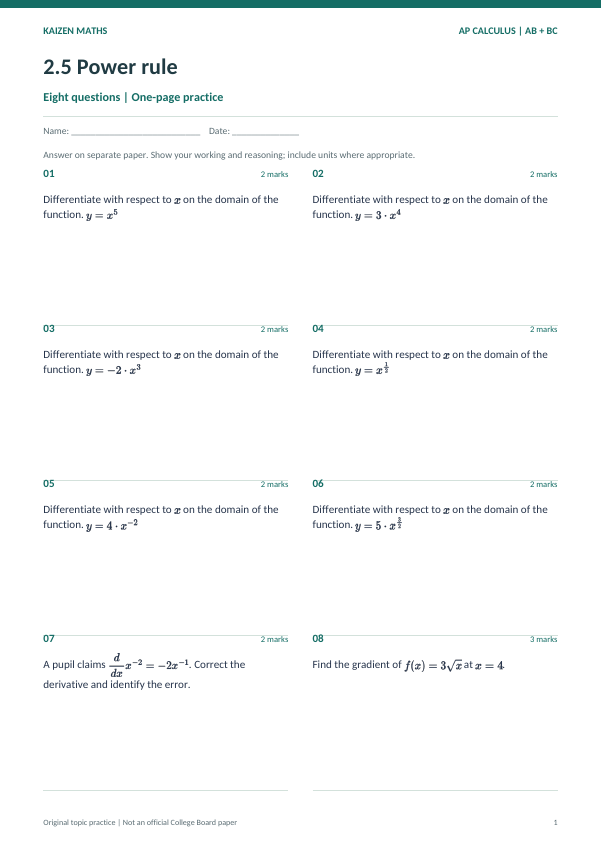 KAIZEN MATHS
AP CALCULUS | AB + BC
2.5 Power rule
Eight questions | One-page practice
Name: ______________________________ Date: ________________
Answer on separate paper. Show your working and reasoning; include units where appropriate.
01 2 marks
Differentiate with respect to x on the domain of the
function. y = x^5
02 2 marks
Differentiate with respect to x on the domain of the
function. y = 3 · x^4
03 2 marks
Differentiate with respect to x on the domain of the
function. y = −2 · x^3
04 2 marks
Differentiate with respect to x on the domain of the
function. y = x^{1/2}
05 2 marks
Differentiate with respect to x on the domain of the
function. y = 4 · x^{−2}
06 2 marks
Differentiate with respect to x on the domain of the
function. y = 5 · x^{3/2}
07 2 marks
A pupil claims d/dx x^{−2} = −2x^{−1}. Correct the
derivative and identify the error.
08 3 marks
Find the gradient of f(x) = 3√x at x = 4.
Original topic practice | Not an official College Board paper
1